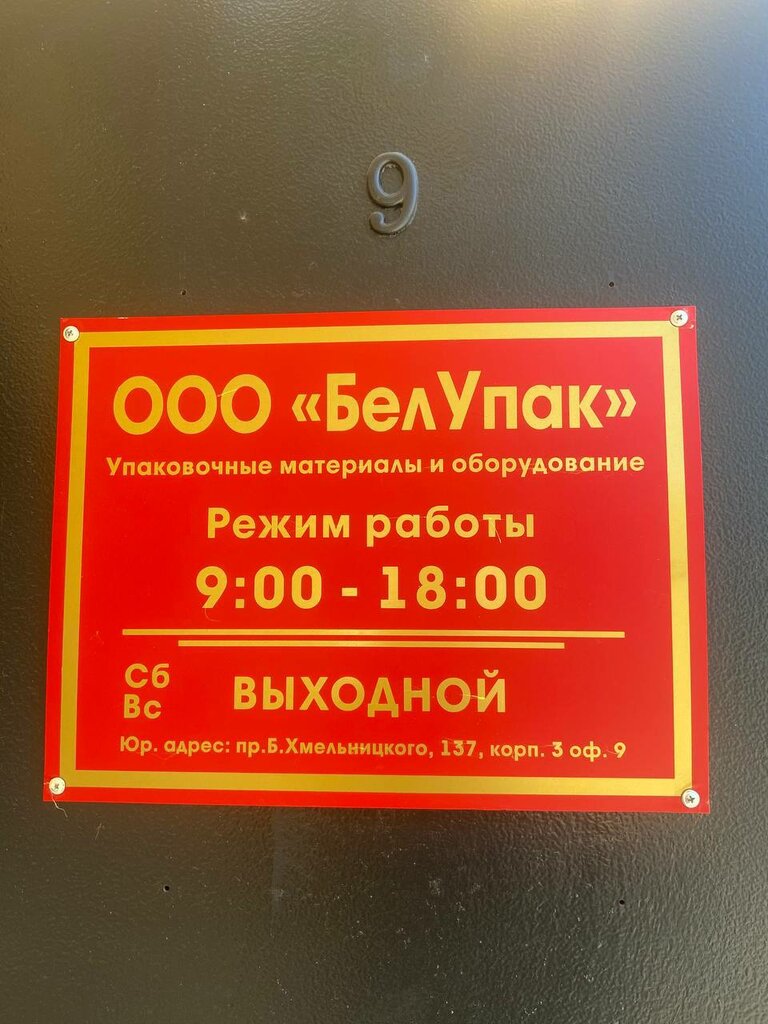 9
ООО «БелУпак»
Упаковочные материалы и оборудование
Режим работы
9:00 - 18:00
Сб
Вс
ВЫХОДНОЙ
Юр. адрес: пр.Б.Хмельницкого, 137, корп. 3 оф. 9